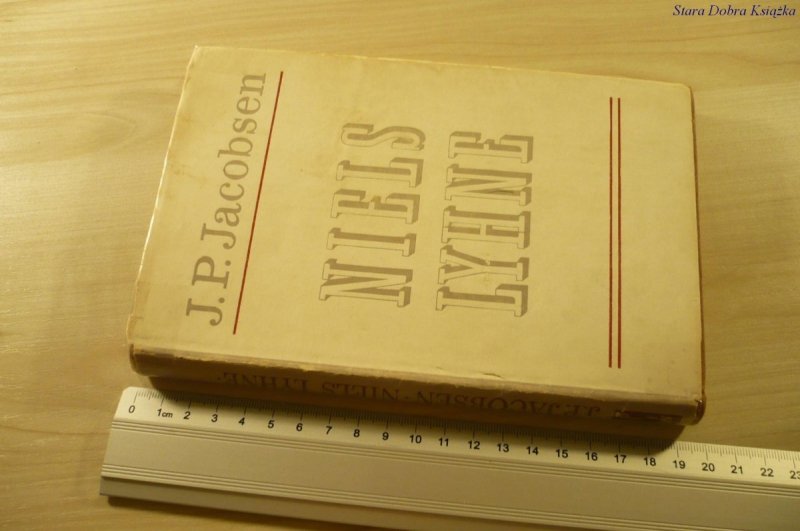 Stara Dobra Książka
J.P. Jacobsen
NIELS
LYHNE
J.P. JACOBSEN · NIELS LYHNE ·
0 1cm 2 3 4 5 6 7 8 9 10 11 12 13 14 15 16 17 18 19 20 21 22 23